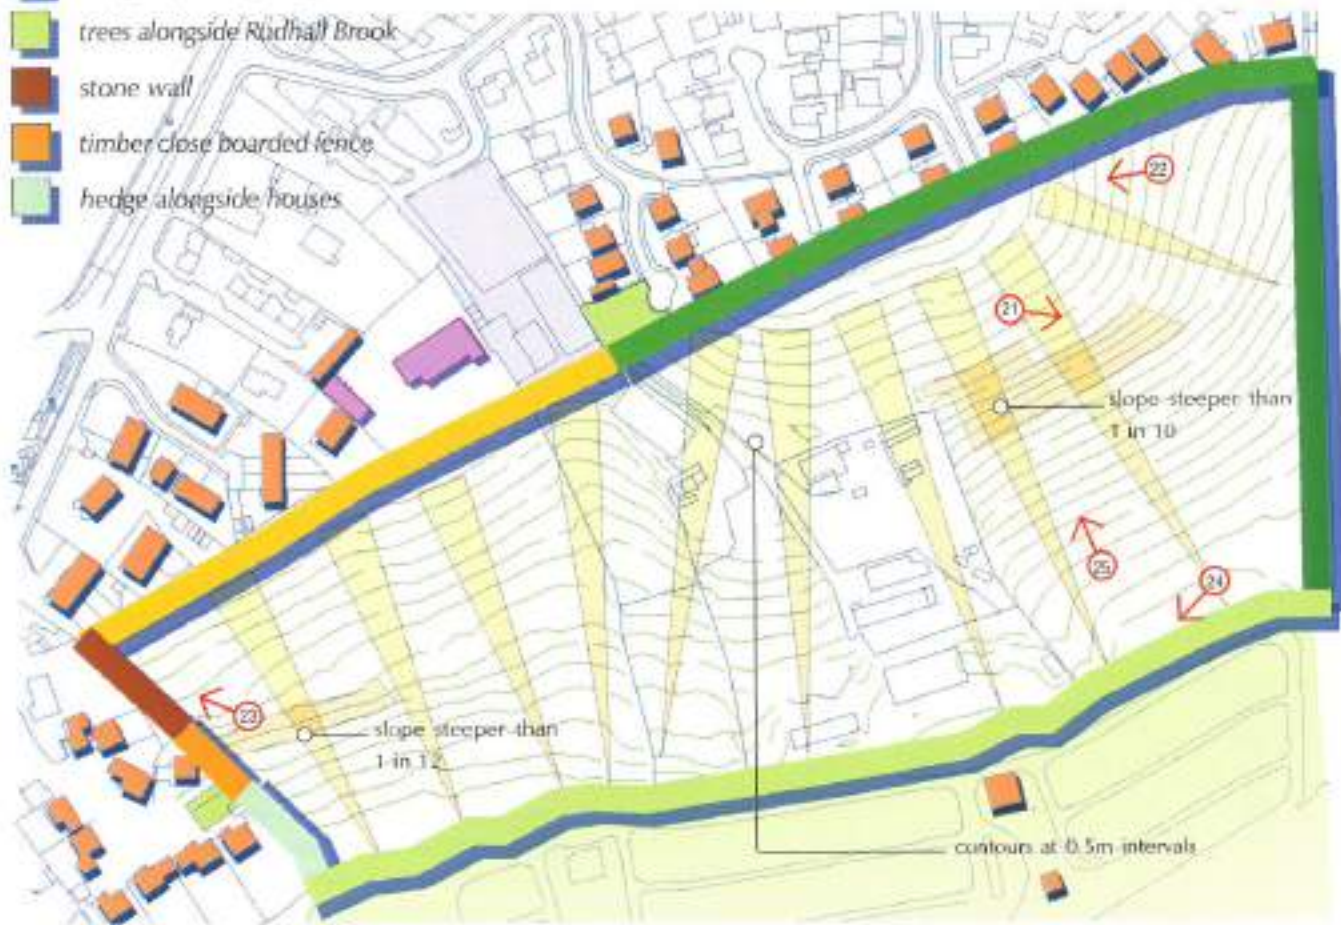 trees alongside Rudhall Brook
stone wall
timber close boarded fence
hedge alongside houses
22
21
slope steeper than
1 in 10
25
24
23
slope steeper than
1 in 12
contours at 0.5m intervals